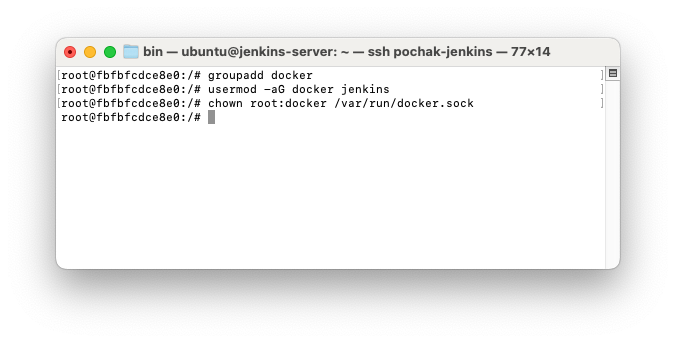 bin — ubuntu@jenkins-server: ~ — ssh pochak-jenkins — 77×14
[root@fbfbfcdce8e0:/# groupadd docker ]
[root@fbfbfcdce8e0:/# usermod -aG docker jenkins ]
[root@fbfbfcdce8e0:/# chown root:docker /var/run/docker.sock ]
root@fbfbfcdce8e0:/#